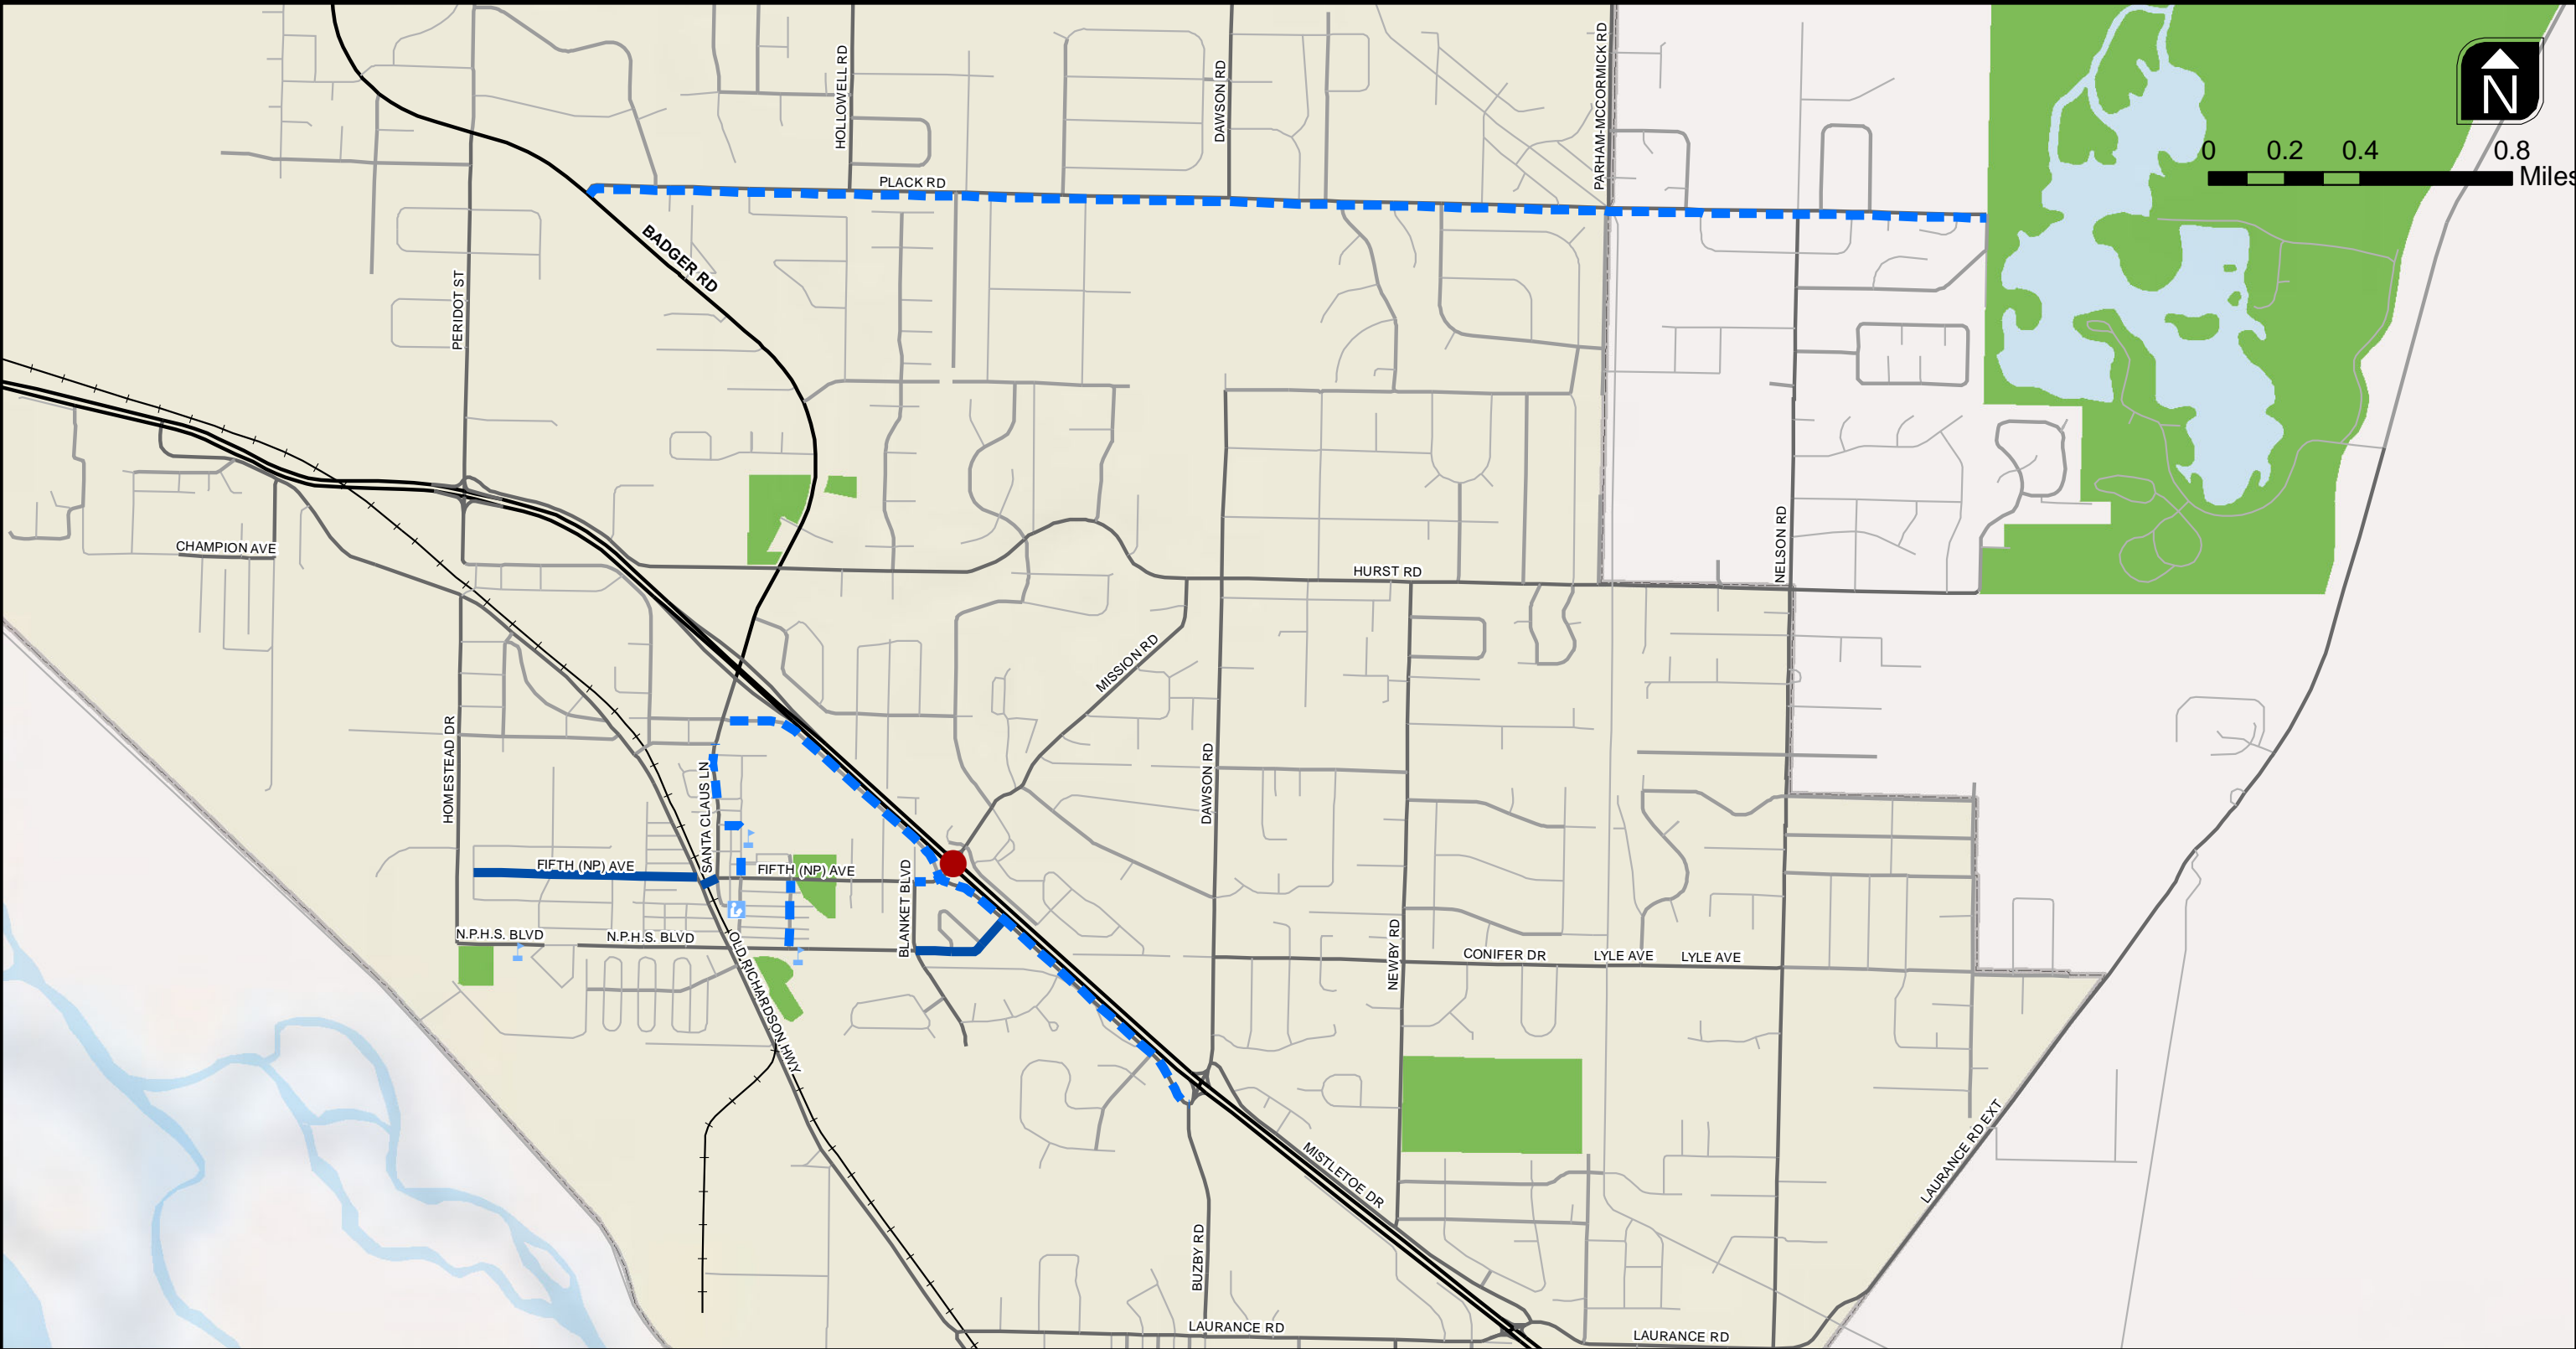 HOLLOWELL RD
DAWSON RD
PARHAM-MCCORMICK RD
N
0 0.2 0.4 0.8
Miles
PLACK RD
BADGER RD
PERIDOT ST
CHAMPION AVE
HURST RD
NELSON RD
MISSION RD
HOMESTEAD DR
SANTA CLAUS LN
DAWSON RD
FIFTH (NP) AVE
FIFTH (NP) AVE
BLANKET BLVD
N.P.H.S. BLVD
N.P.H.S. BLVD
OLD RICHARDSON HWY
NEWBY RD
CONIFER DR
LYLE AVE
LYLE AVE
MISTLETOE DR
LAURANCE RD EXT
BUZBY RD
LAURANCE RD
LAURANCE RD